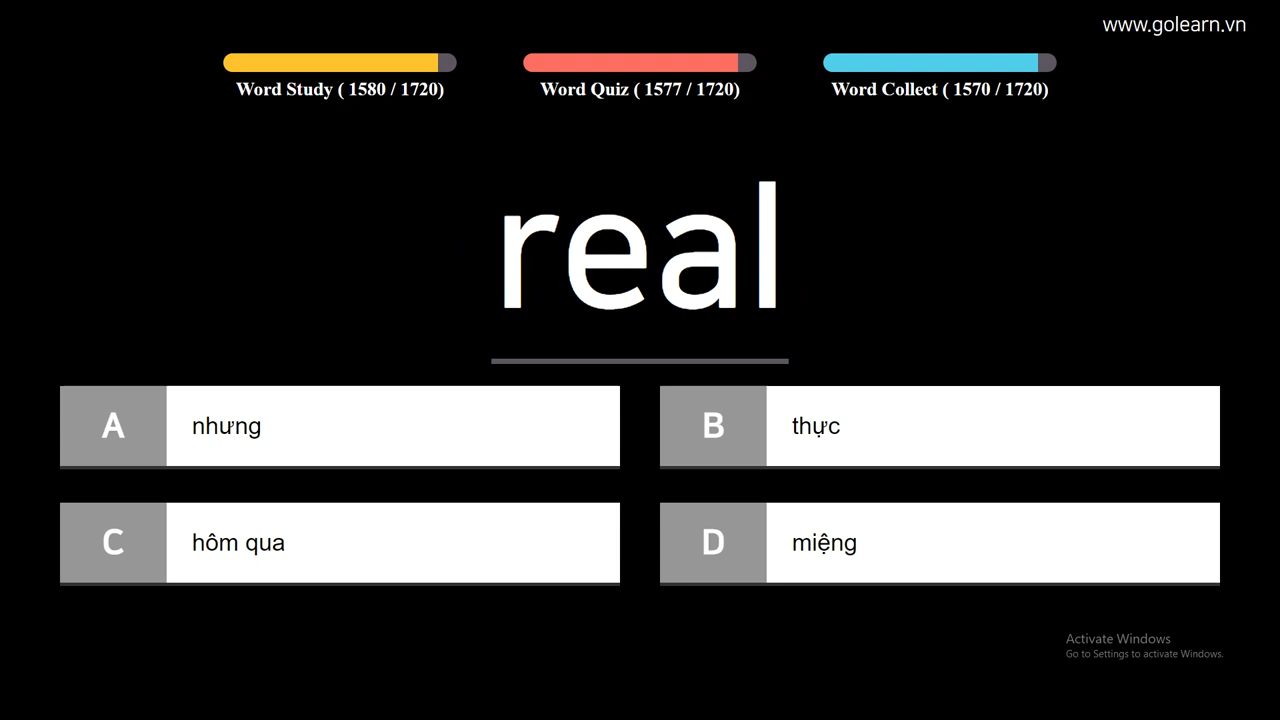 www.golearn.vn
Word Study ( 1580 / 1720)
Word Quiz ( 1577 / 1720)
Word Collect ( 1570 / 1720)
real
A nhưng
B thực
C hôm qua
D miệng
Activate Windows
Go to Settings to activate Windows.